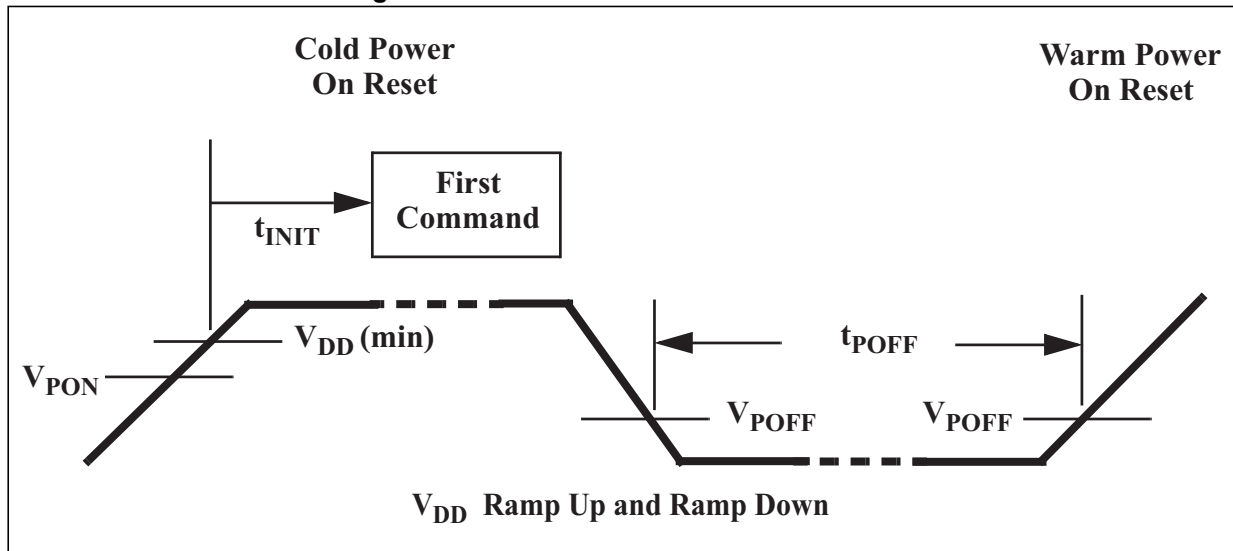 Cold Power
On Reset
Warm Power
On Reset
First
Command
tINIT
VDD (min)
tPOFF
VPON
VPOFF
VPOFF
VDD Ramp Up and Ramp Down